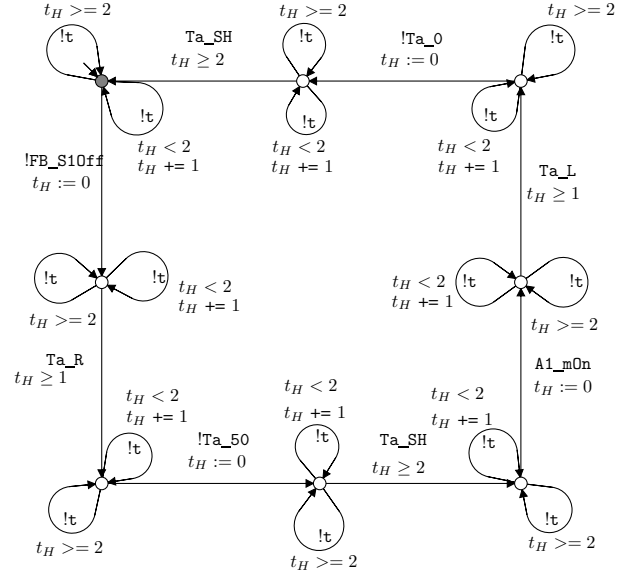 t_H >= 2
!t
Ta_SH
t_H ≥ 2
t_H >= 2
!t
!Ta_0
t_H := 0
t_H >= 2
!t
!t
t_H < 2
t_H += 1
!t
t_H < 2
t_H += 1
!t
t_H < 2
t_H += 1
!FB_S1Off
t_H := 0
Ta_L
t_H ≥ 1
!t
!t
t_H < 2
t_H += 1
t_H >= 2
t_H < 2
t_H += 1
!t
!t
t_H >= 2
Ta_R
t_H ≥ 1
A1_mOn
t_H := 0
t_H < 2
t_H += 1
!t
!Ta_50
t_H := 0
t_H < 2
t_H += 1
!t
Ta_SH
t_H ≥ 2
t_H < 2
t_H += 1
!t
!t
t_H >= 2
!t
t_H >= 2
!t
t_H >= 2